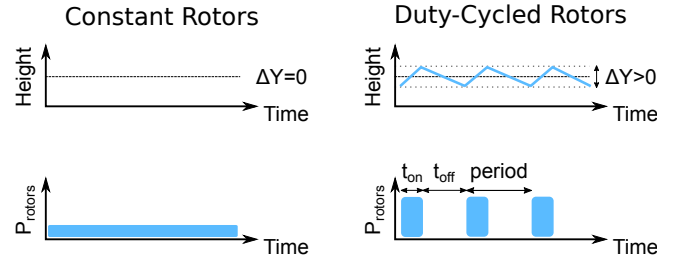 Constant Rotors
Duty-Cycled Rotors
Height
ΔY=0
Time
Height
ΔY>0
Time
P_rotors
Time
P_rotors
t_on t_off period
Time